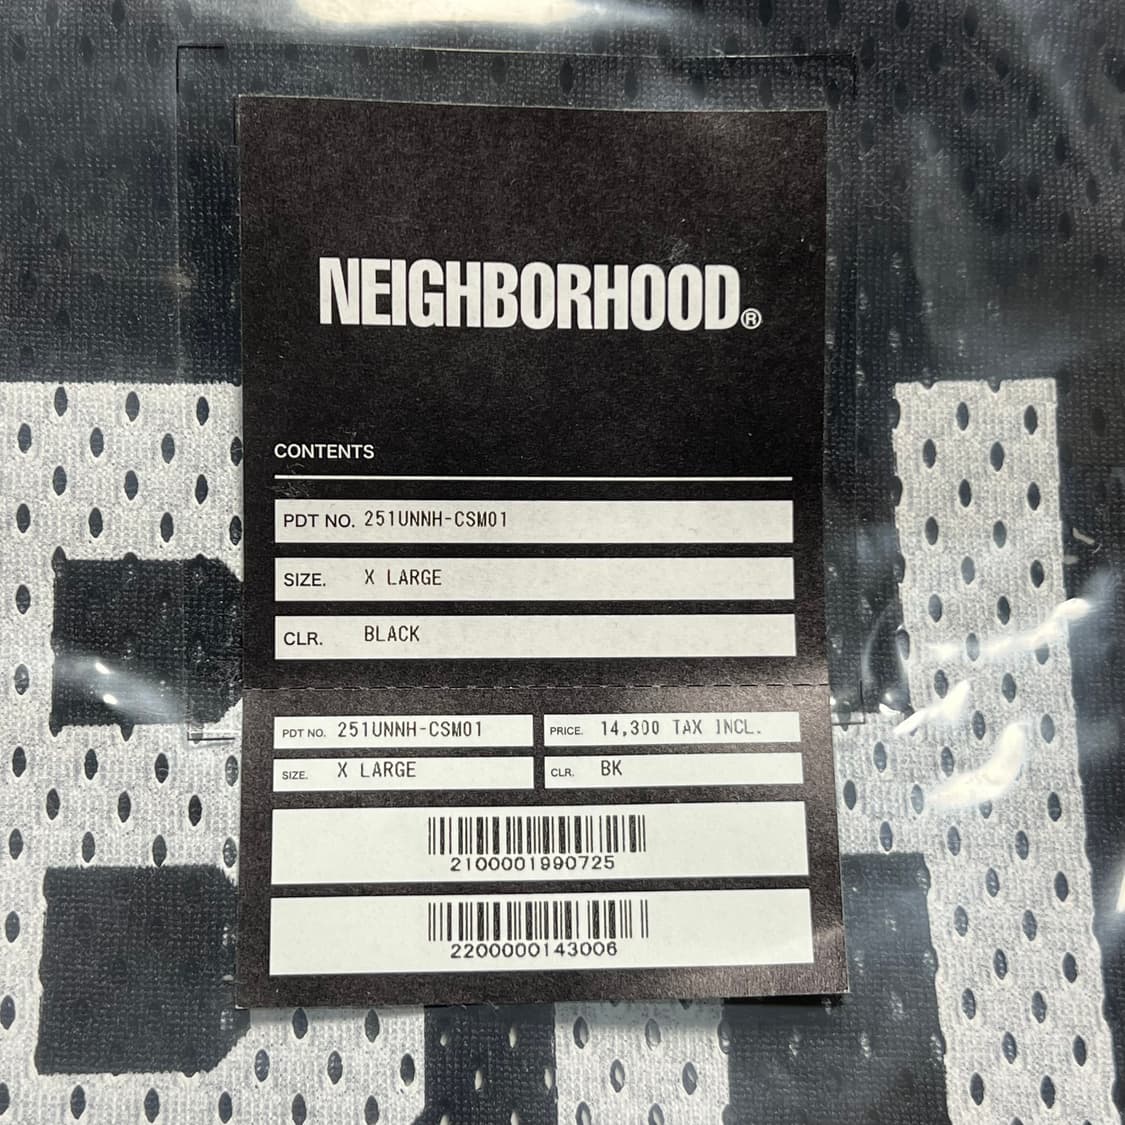 NEIGHBORHOOD®
CONTENTS
PDT NO. 251UNNH-CSM01
SIZE. X LARGE
CLR. BLACK
PDT NO. 251UNNH-CSM01 PRICE. 14,300 TAX INCL.
SIZE. X LARGE CLR. BK
2100001990725
2200000143006